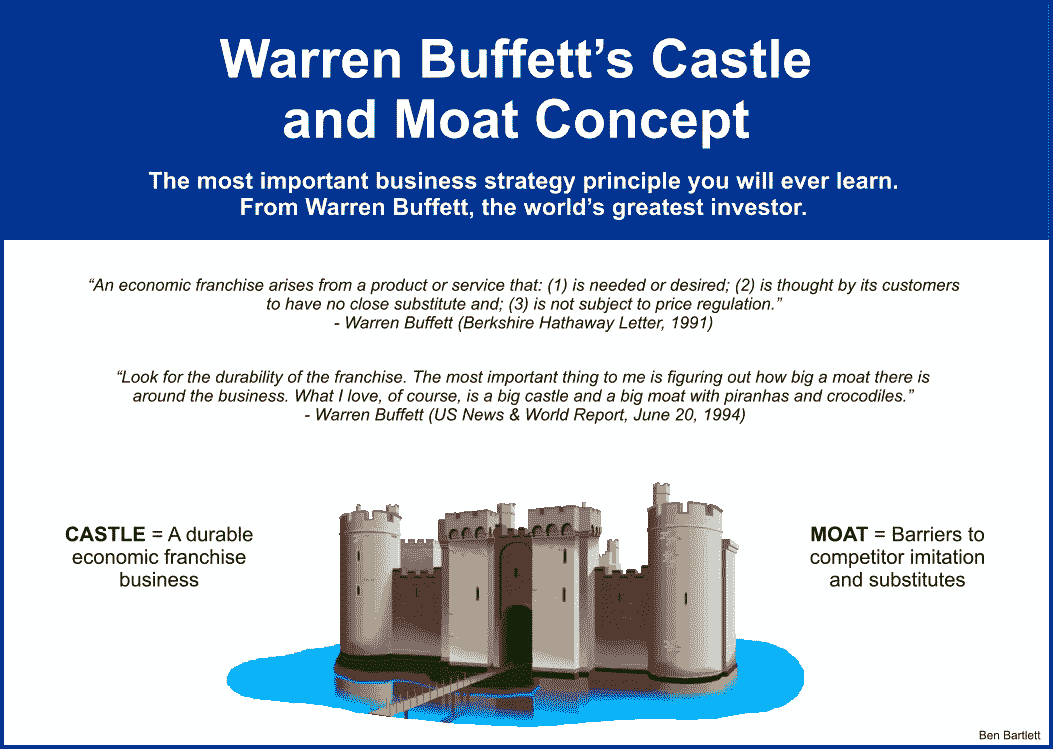 Warren Buffett’s Castle
and Moat Concept
The most important business strategy principle you will ever learn.
From Warren Buffett, the world’s greatest investor.
“An economic franchise arises from a product or service that: (1) is needed or desired; (2) is thought by its customers
to have no close substitute and; (3) is not subject to price regulation.”
- Warren Buffett (Berkshire Hathaway Letter, 1991)
“Look for the durability of the franchise. The most important thing to me is figuring out how big a moat there is
around the business. What I love, of course, is a big castle and a big moat with piranhas and crocodiles.”
- Warren Buffett (US News & World Report, June 20, 1994)
CASTLE = A durable
economic franchise
business
MOAT = Barriers to
competitor imitation
and substitutes
Ben Bartlett